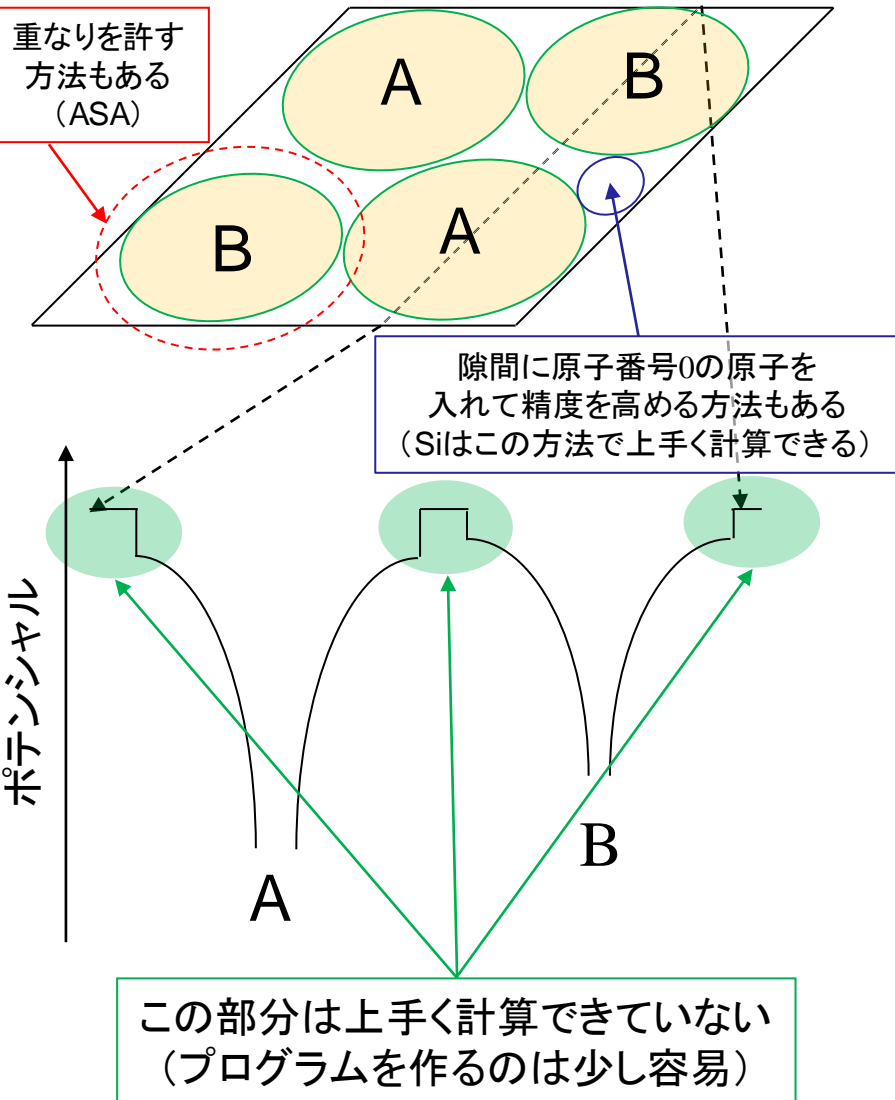 重なりを許す
方法もある
（ASA）
A
B
B
A
隙間に原子番号0の原子を
入れて精度を高める方法もある
（Siはこの方法で上手く計算できる）
ポテンシャル
A
B
この部分は上手く計算できていない
（プログラムを作るのは少し容易）